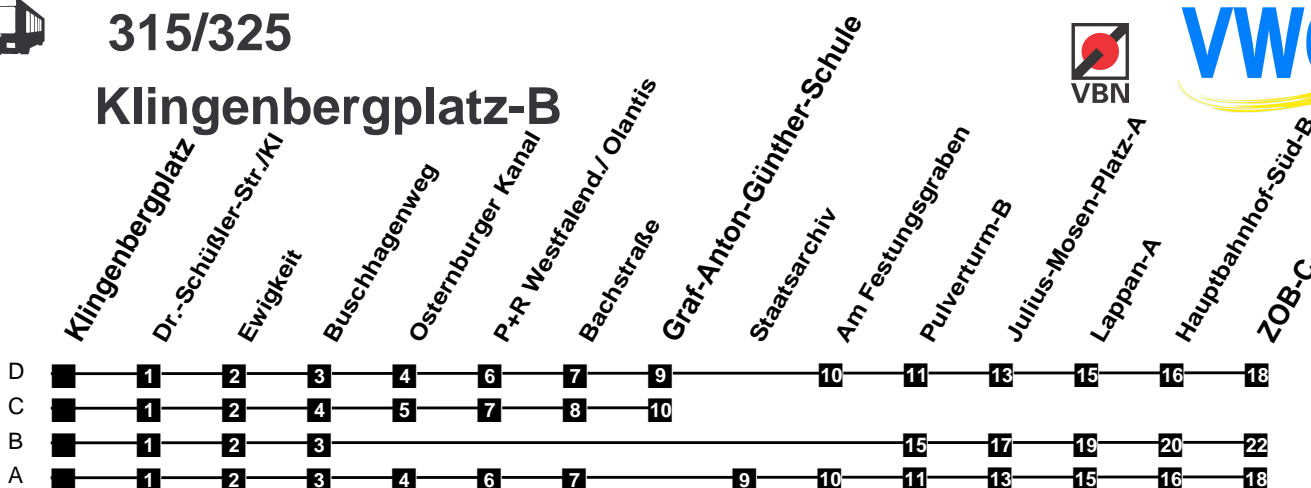 315/325
Klingenbergplatz-B
VBN
Klingenbergplatz
Dr.-Schüßler-Str./Kl
Ewigkeit
Buschhagenweg
Osternburger Kanal
P+R Westfalend./ Olantis
Bachstraße
Graf-Anton-Günther-Schule
Staatsarchiv
Am Festungsgraben
Pulverturm-B
Julius-Mosen-Platz-A
Lappan-A
Hauptbahnhof-Süd-B
ZOB-C
D 1 2 3 4 6 7 9 10 11 13 15 16 18
C 1 2 4 5 7 8 10
B 1 2 3 15 17 19 20 22
A 1 2 3 4 6 7 9 10 11 13 15 16 18